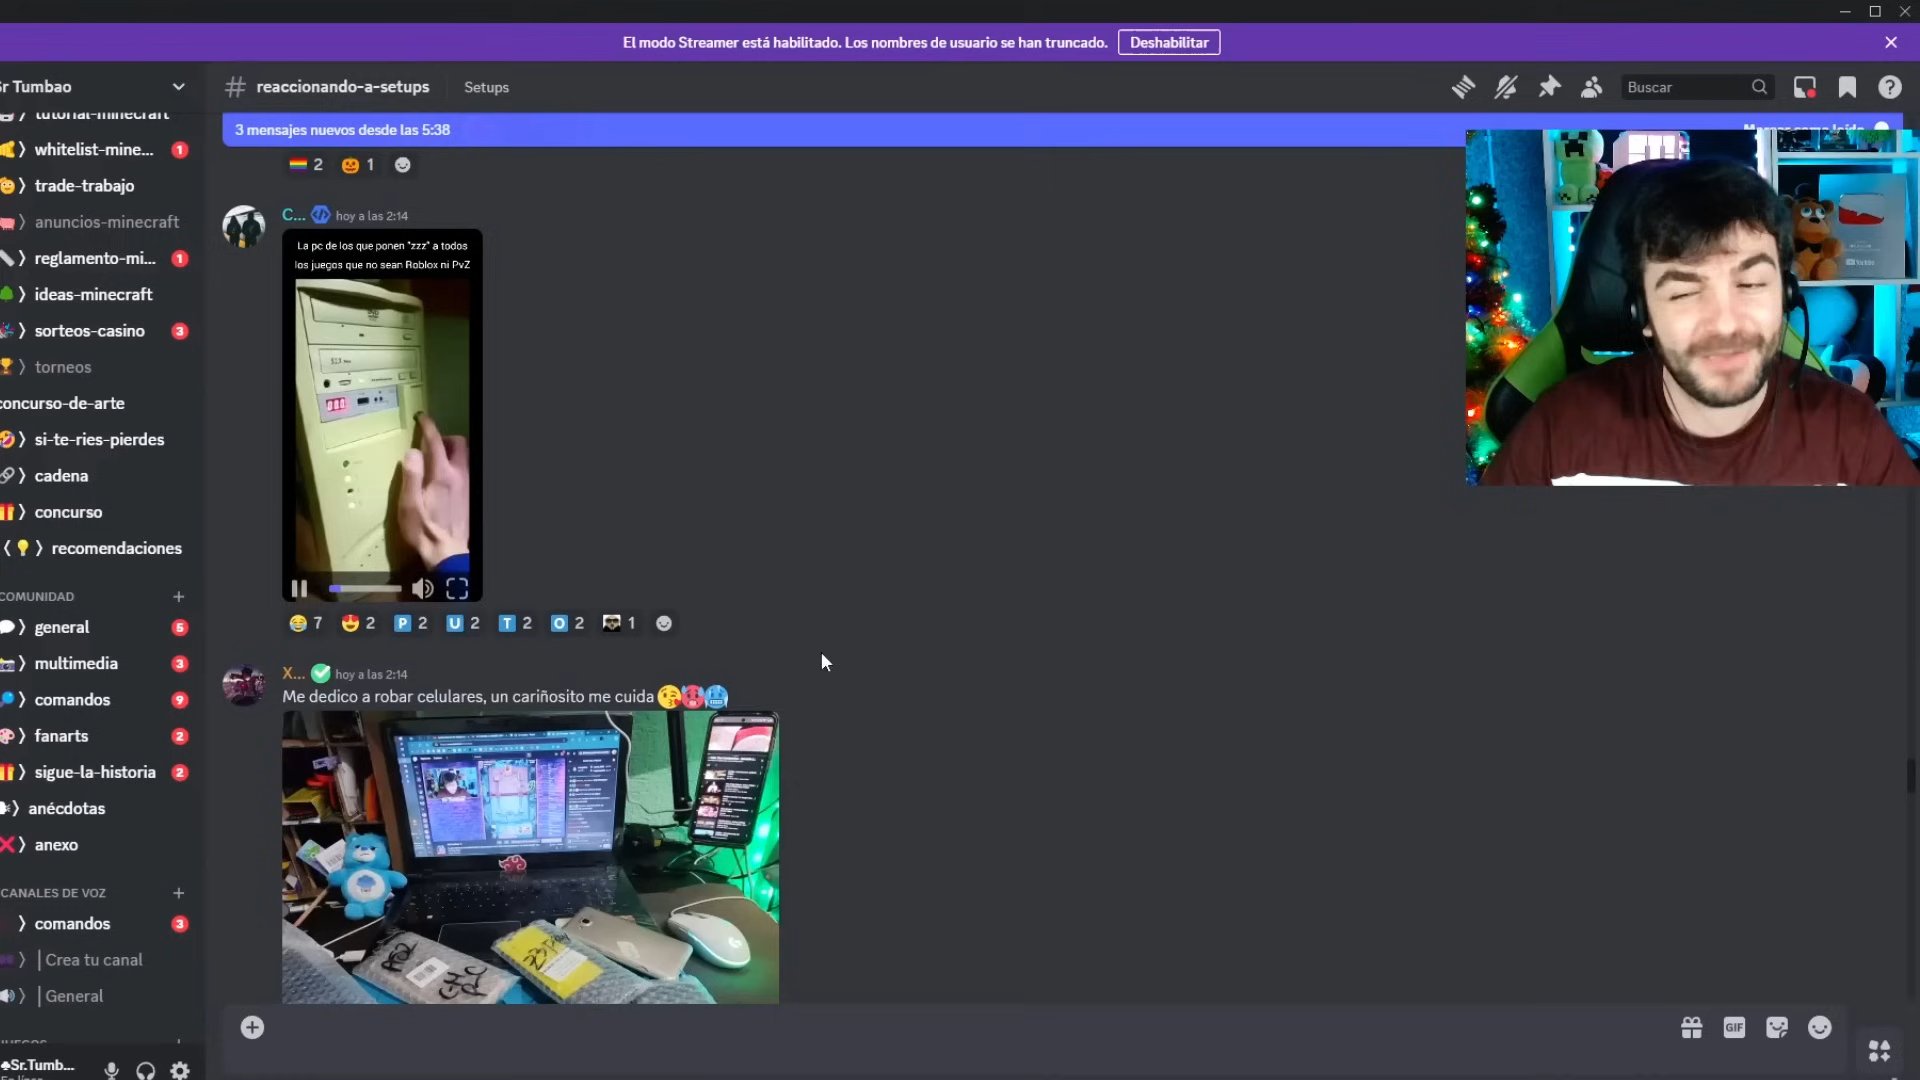 El modo Streamer está habilitado. Los nombres de usuario se han truncado.
Deshabilitar
Sr Tumbao
reaccionando-a-setups
Setups
Buscar
3 mensajes nuevos desde las 5:38
tutorial-minecraft
whitelist-mine... 1
trade-trabajo
anuncios-minecraft
reglamento-mi... 1
ideas-minecraft
sorteos-casino 3
torneos
concurso-de-arte
si-te-ries-pierdes
cadena
concurso
recomendaciones
COMUNIDAD
general 5
multimedia 3
comandos 9
fanarts 2
sigue-la-historia 2
anécdotas
anexo
CANALES DE VOZ
comandos 3
Crea tu canal
General
♣Sr.Tumb...
2 1
C... hoy a las 2:14
La pc de los que ponen "zzz" a todos
los juegos que no sean Roblox ni PvZ
7 2 P 2 U 2 T 2 O 2 1
X... hoy a las 2:14
Me dedico a robar celulares, un cariñosito me cuida
GIF